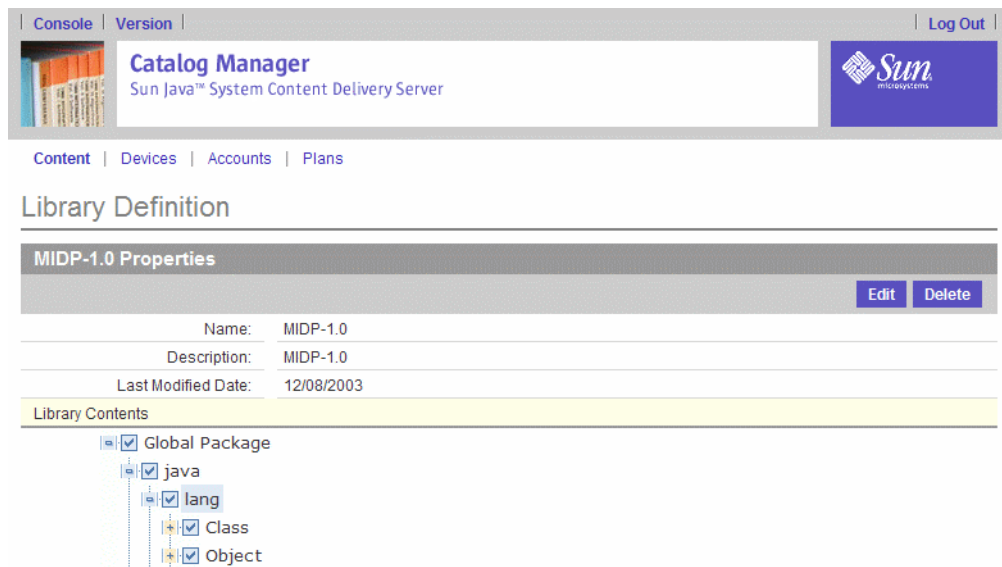 Console | Version | | Log Out |
Catalog Manager
Sun Java™ System Content Delivery Server
Sun
microsystems
Content | Devices | Accounts | Plans
Library Definition
MIDP-1.0 Properties
Edit Delete
Name: MIDP-1.0
Description: MIDP-1.0
Last Modified Date: 12/08/2003
Library Contents
Global Package
java
lang
Class
Object